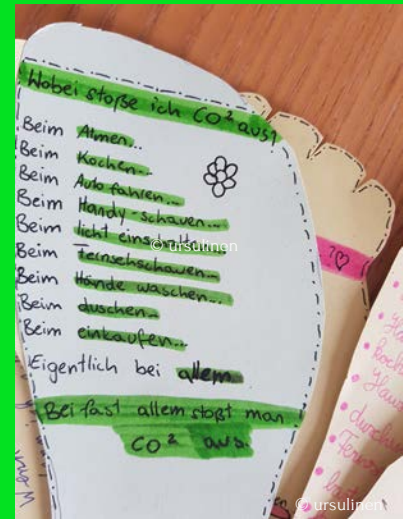 Wobei stoße ich CO² aus?
Beim Atmen...
Beim Kochen...
Beim Auto fahren...
Beim Handy-schauen...
Beim licht
Beim fernsehschauen...
Beim Hände waschen...
Beim duschen...
Beim einkaufen...
Eigentlich bei allem
Bei fast allem stoßt man
CO² aus.
© ursulinen
© ursulinen